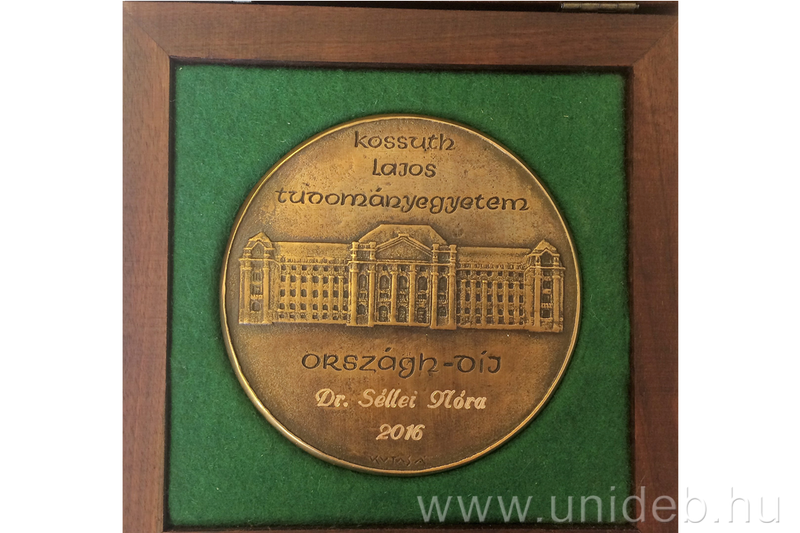 Kossuth
Lajos
tudományegyetem
Országh-díj
Dr. Séllei Nóra
2016
www.unideb.hu